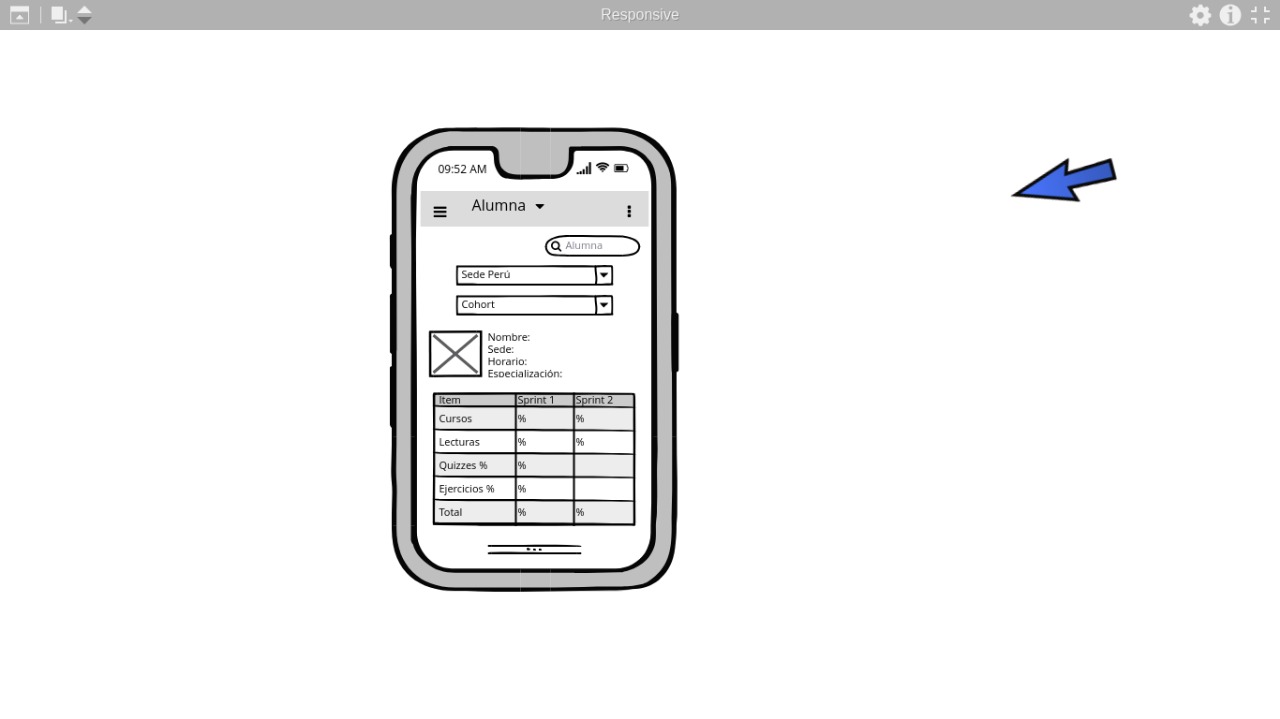 Responsive
09:52 AM
Alumna
Alumna
Sede Perú
Cohort
Nombre:
Sede:
Horario:
Especialización:
Item Sprint 1 Sprint 2
Cursos % %
Lecturas % %
Quizzes % %
Ejercicios % %
Total % %